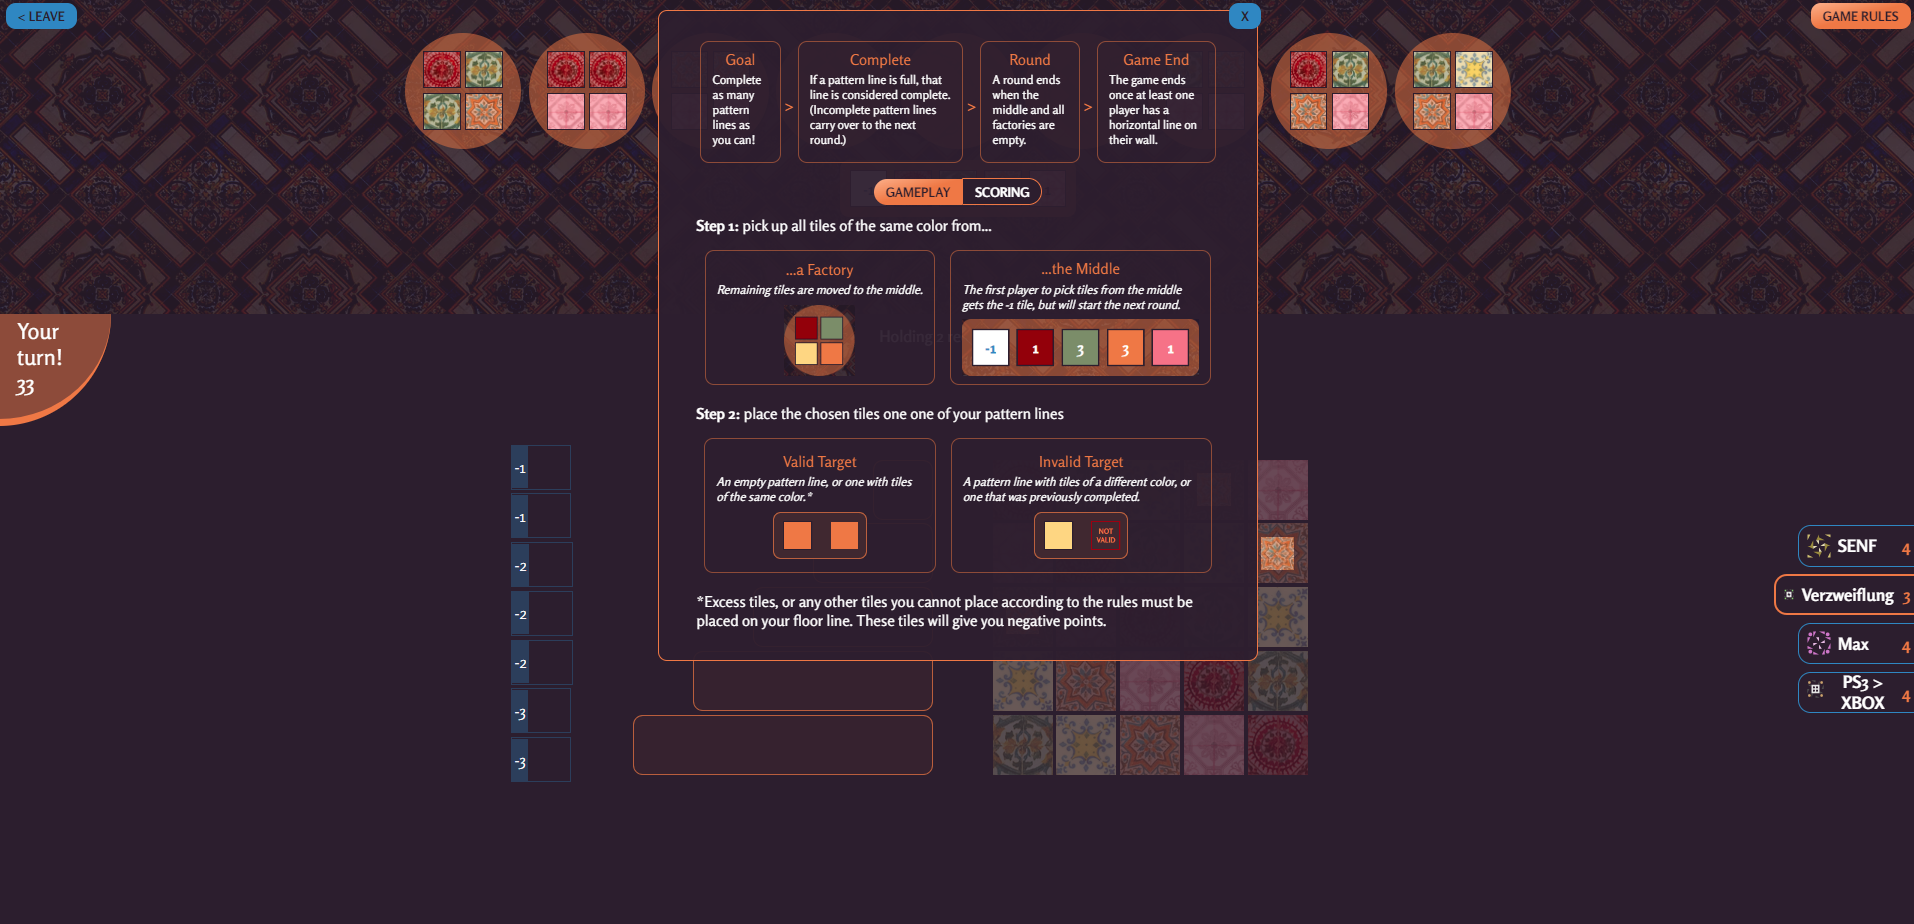 < LEAVE
X
GAME RULES
Goal
Complete
as many
pattern
lines as
you can!
>
Complete
If a pattern line is full, that
line is considered complete.
(Incomplete pattern lines
carry over to the next
round.)
>
Round
A round ends
when the
middle and all
factories are
empty.
>
Game End
The game ends
once at least one
player has a
horizontal line on
their wall.
GAMEPLAY
SCORING
Step 1: pick up all tiles of the same color from...
...a Factory
Remaining tiles are moved to the middle.
...the Middle
The first player to pick tiles from the middle
gets the -1 tile, but will start the next round.
-1
1
3
3
1
Holding 2 re
Your
turn!
33
Step 2: place the chosen tiles one one of your pattern lines
Valid Target
An empty pattern line, or one with tiles
of the same color.*
Invalid Target
A pattern line with tiles of a different color, or
one that was previously completed.
NOT
VALID
*Excess tiles, or any other tiles you cannot place according to the rules must be
placed on your floor line. These tiles will give you negative points.
-1
-1
-2
-2
-2
-3
-3
SENF 4
Verzweiflung 3
Max 4
PS3 >
XBOX 4